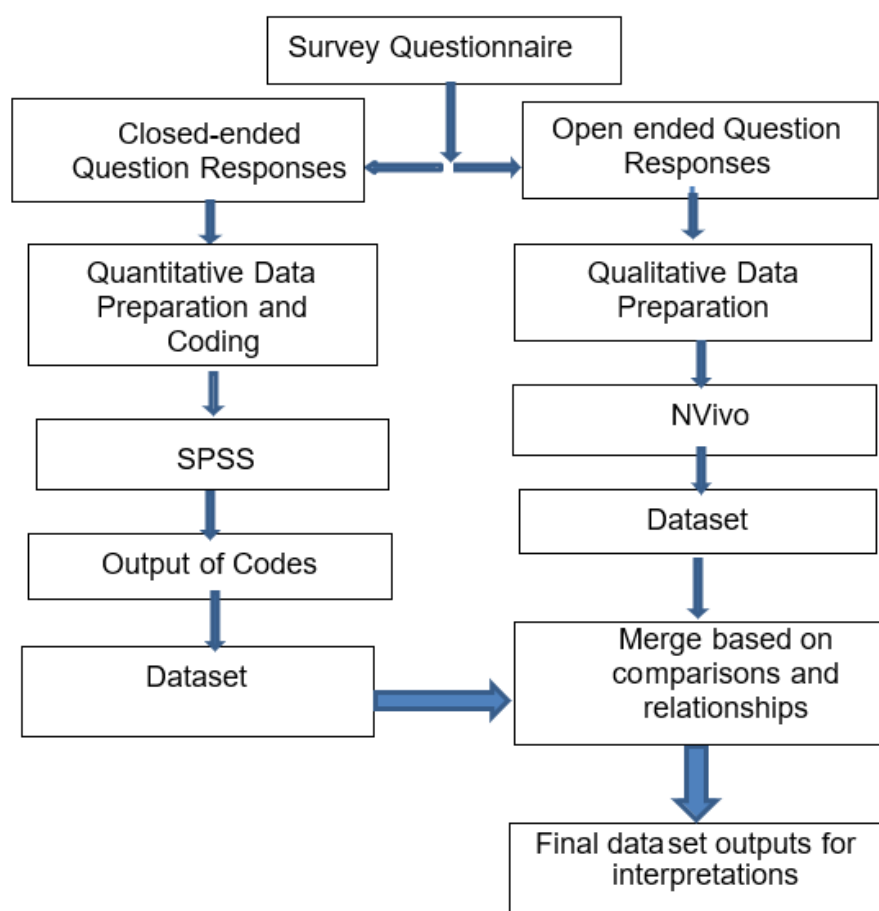 Survey Questionnaire
Closed-ended
Question Responses
Open ended Question
Responses
Quantitative Data
Preparation and
Coding
Qualitative Data
Preparation
SPSS
NVivo
Output of Codes
Dataset
Dataset
Merge based on
comparisons and
relationships
Final dataset outputs for
interpretations